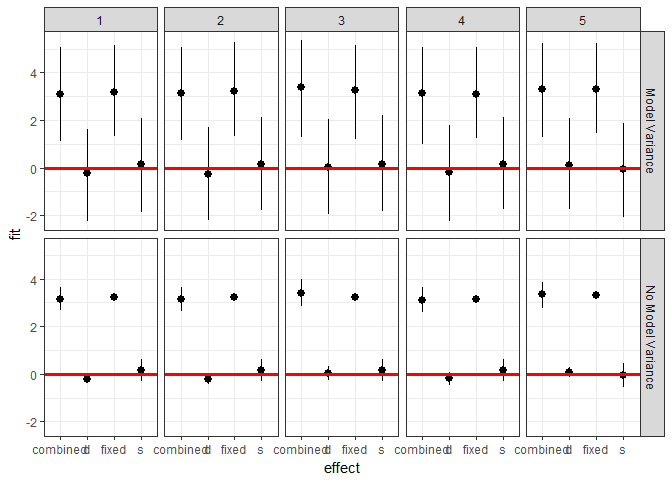 1 2 3 4 5
4
2
0
-2
Model Variance
4
2
0
-2
No Model Variance
fit
combined d fixed s combined d fixed s combined d fixed s combined d fixed s combined d fixed s
effect